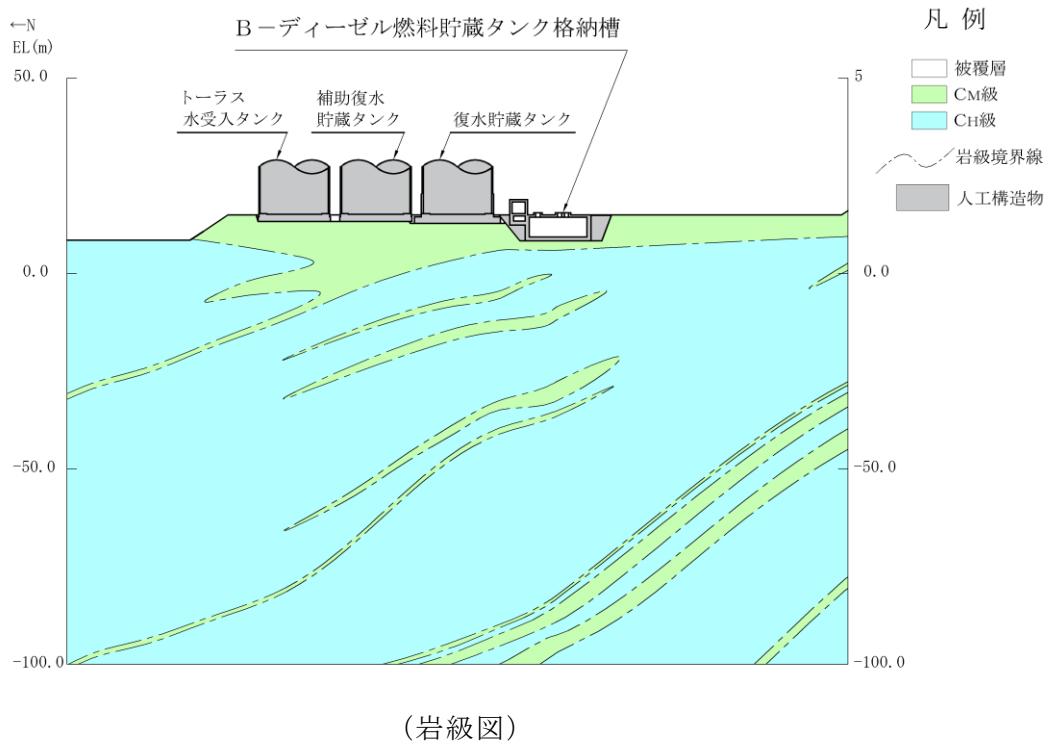 ←N
EL(m)
50.0
0.0
-50.0
-100.0
B-ディーゼル燃料貯蔵タンク格納槽
トーラス
水受入タンク
補助復水
貯蔵タンク
復水貯蔵タンク
5
0.0
-50.0
-100.0
凡 例
被覆層
CM級
CH級
岩級境界線
人工構造物
(岩級図)